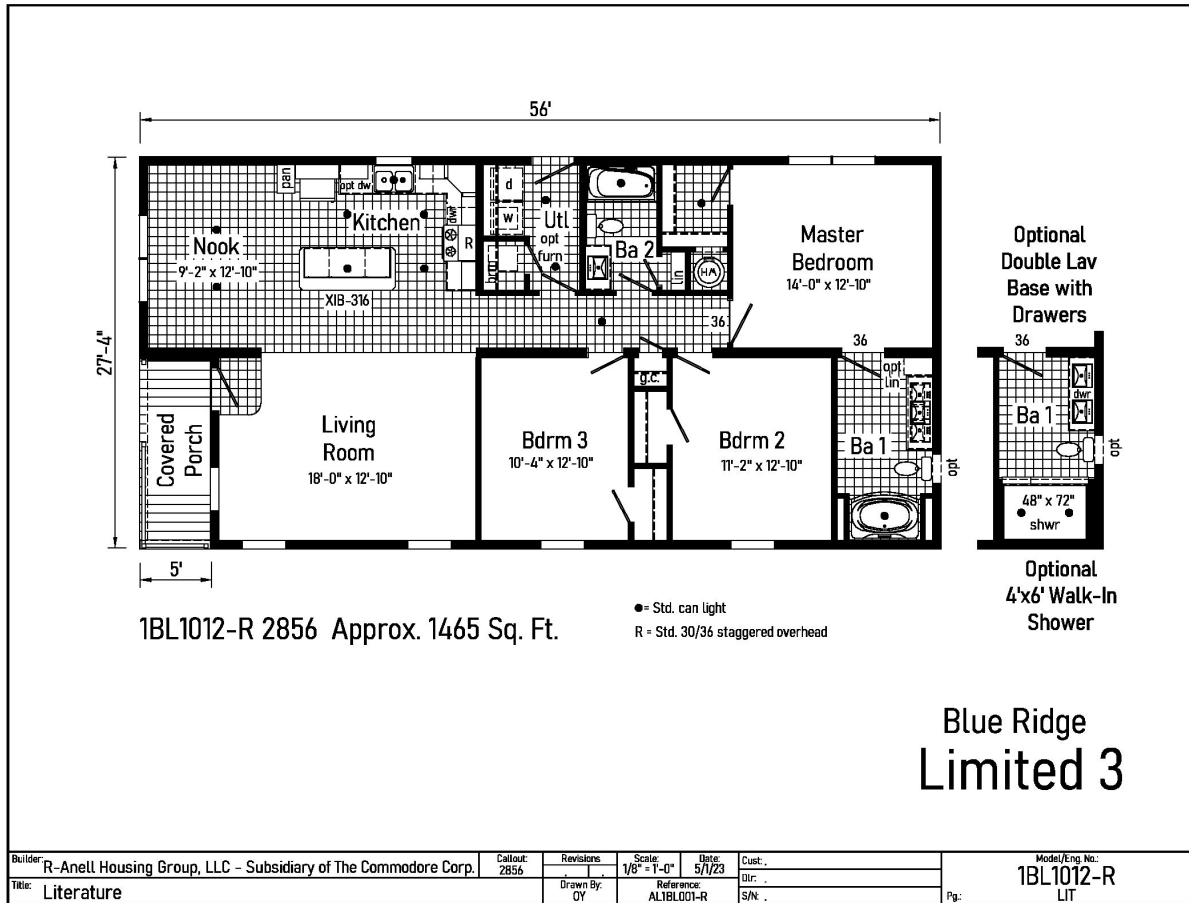 56'
27'-4"
pan
opt dw
Kitchen
dwr
R
Nook
9'-2" x 12'-10"
XIB-316
d
w
Utl
opt
furn
brm
Ba 2
lin
HW
Master
Bedroom
14'-0" x 12'-10"
36
36
Covered
Porch
Living
Room
18'-0" x 12'-10"
Bdrm 3
10'-4" x 12'-10"
g.c.
Bdrm 2
11'-2" x 12'-10"
opt
lin
Ba 1
opt
5'
Optional
Double Lav
Base with
Drawers
36
dwr
Ba 1
opt
48" x 72"
shwr
Optional
4'x6' Walk-In
Shower
1BL1012-R 2856 Approx. 1465 Sq. Ft.
●= Std. can light
R = Std. 30/36 staggered overhead
Blue Ridge
Limited 3
Builder: R-Anell Housing Group, LLC - Subsidiary of The Commodore Corp.
Title: Literature
Callout:
2856
Revisions
. .
Scale:
1/8" = 1'-0"
Date:
5/1/23
Drawn By:
OY
Reference:
AL1BL001-R
Cust: .
Dlr: .
S/N: .
Model/Eng. No.:
1BL1012-R
Pg.: LIT